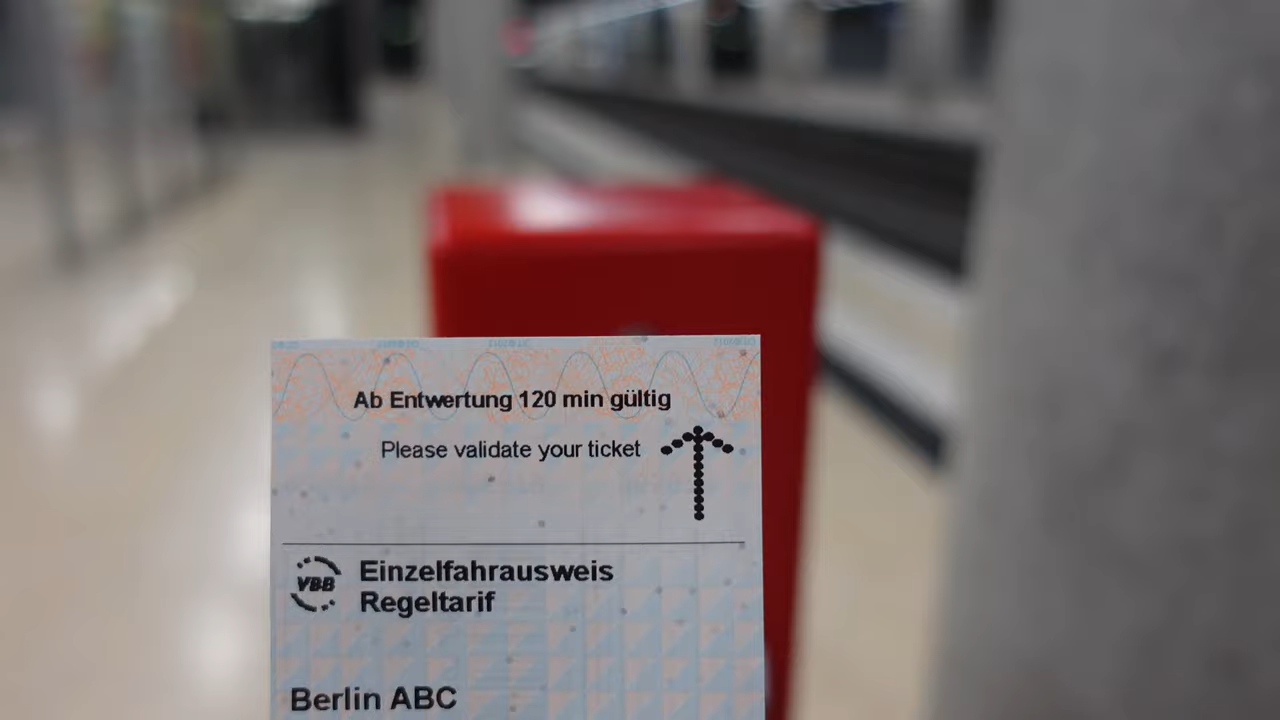 Ab Entwertung 120 min gültig
Please validate your ticket
VBB
Einzelfahrausweis
Regeltarif
Berlin ABC